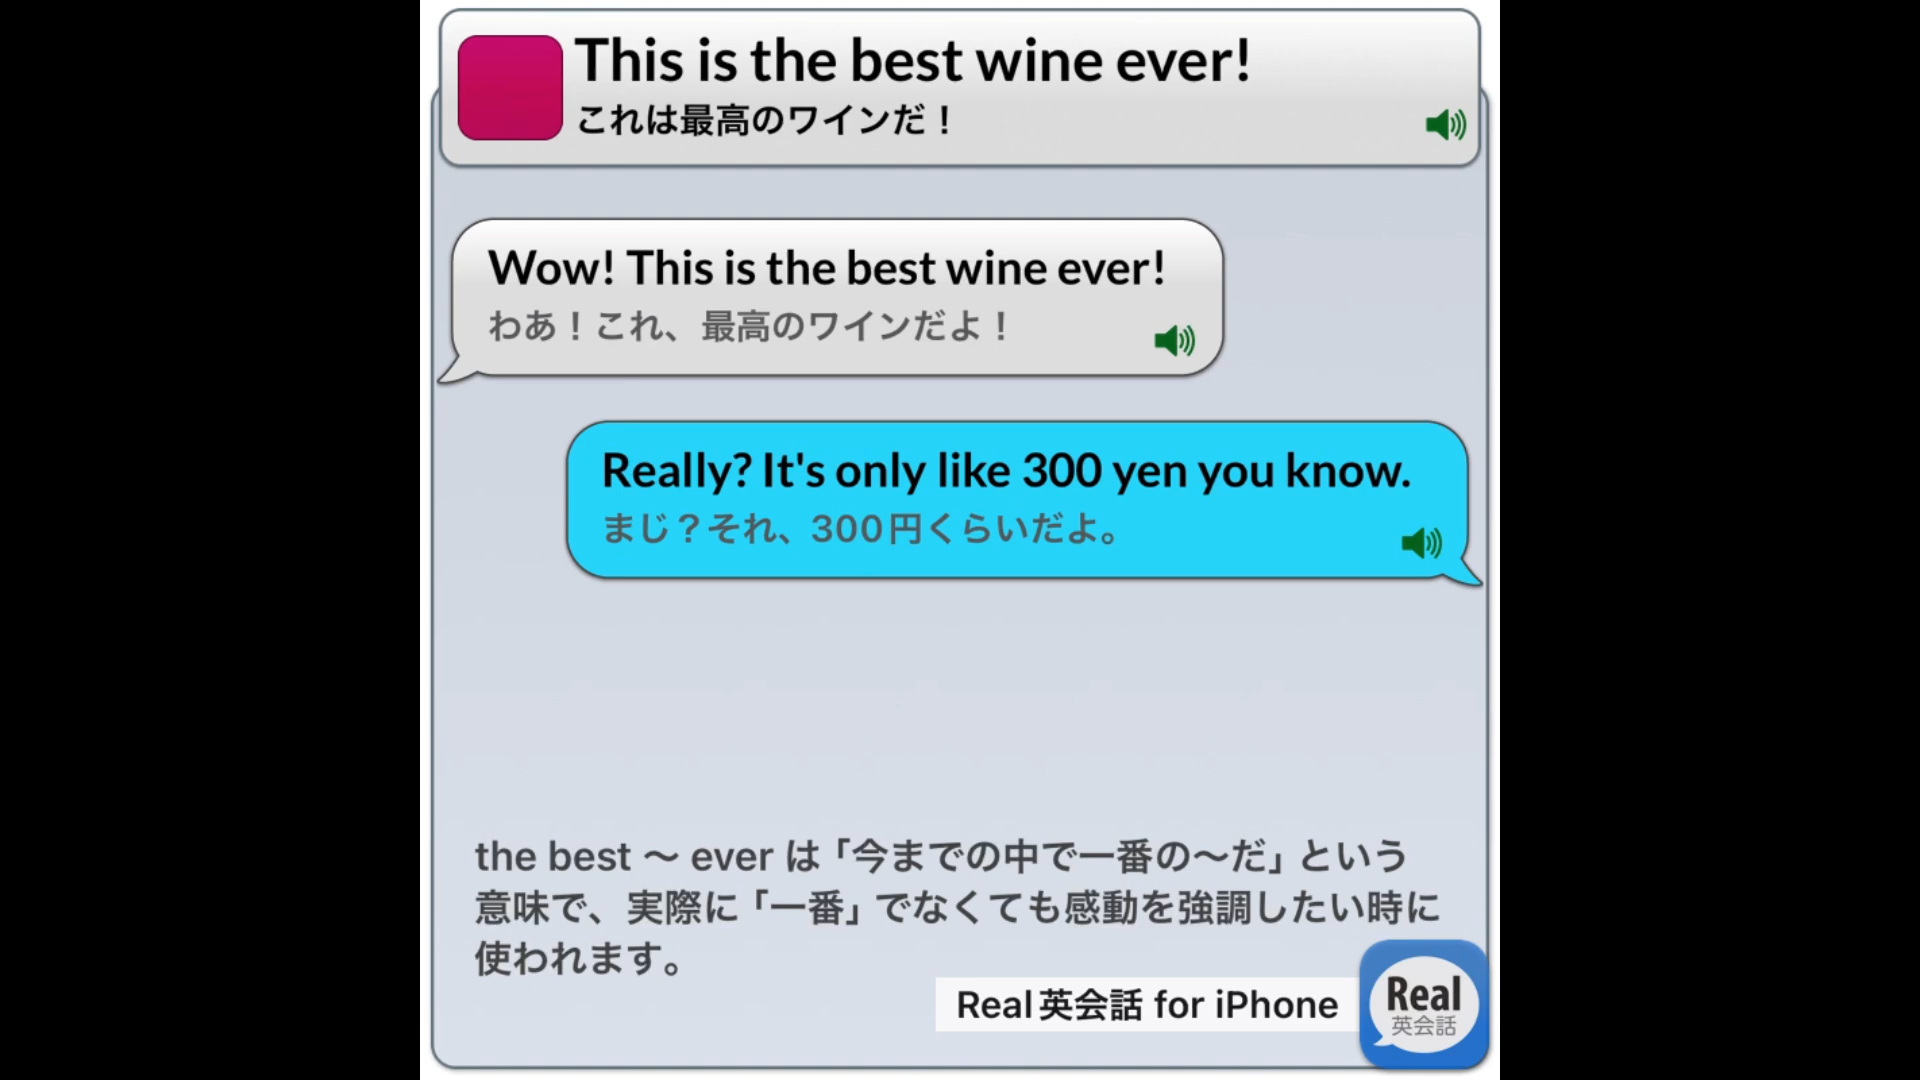 This is the best wine ever!
これは最高のワインだ！
Wow! This is the best wine ever!
わあ！これ、最高のワインだよ！
Really? It's only like 300 yen you know.
まじ？それ、300円くらいだよ。
the best 〜 ever は「今までの中で一番の〜だ」という
意味で、実際に「一番」でなくても感動を強調したい時に
使われます。
Real英会話 for iPhone
Real
英会話